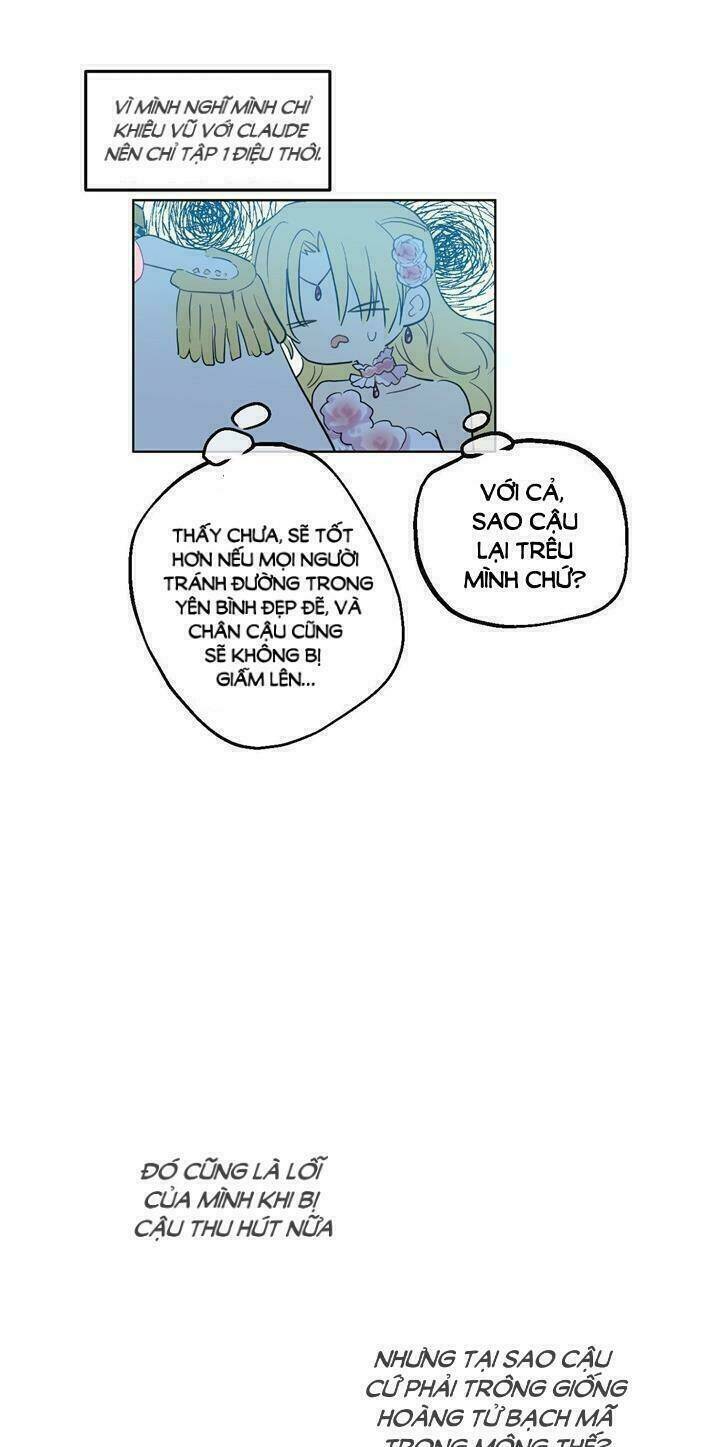 VÌ MÌNH NGHĨ MÌNH CHỈ
KHIÊU VŨ VỚI CLAUDE
NÊN CHỈ TẬP 1 ĐIỆU THÔI.
VỚI CẢ,
SAO CẬU
LẠI TRÊU
MÌNH CHỨ?
THẤY CHƯA, SẼ TỐT
HƠN NẾU MỌI NGƯỜI
TRÁNH ĐƯỜNG TRONG
YÊN BÌNH ĐẸP ĐẼ, VÀ
CHÂN CẬU CŨNG
SẼ KHÔNG BỊ
GIẪM LÊN...
ĐÓ CŨNG LÀ LỖI
CỦA MÌNH KHI BỊ
CẬU THU HÚT NỮA
NHƯNG TẠI SAO CẬU
CỨ PHẢI TRÔNG GIỐNG
HOÀNG TỬ BẠCH MÃ
TRONG MỘNG THẾ?